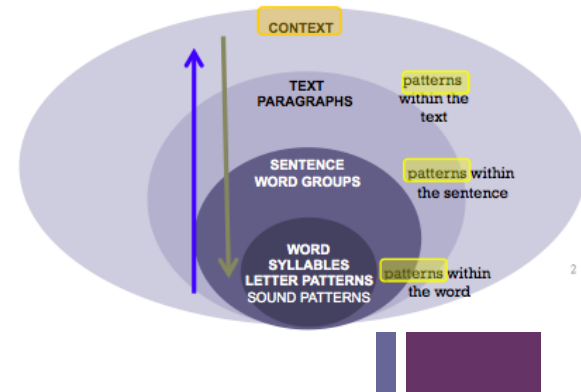 CONTEXT
TEXT
PARAGRAPHS
patterns
within the
text
SENTENCE
WORD GROUPS
patterns within
the sentence
WORD
SYLLABLES
LETTER PATTERNS
SOUND PATTERNS
patterns within
the word
2